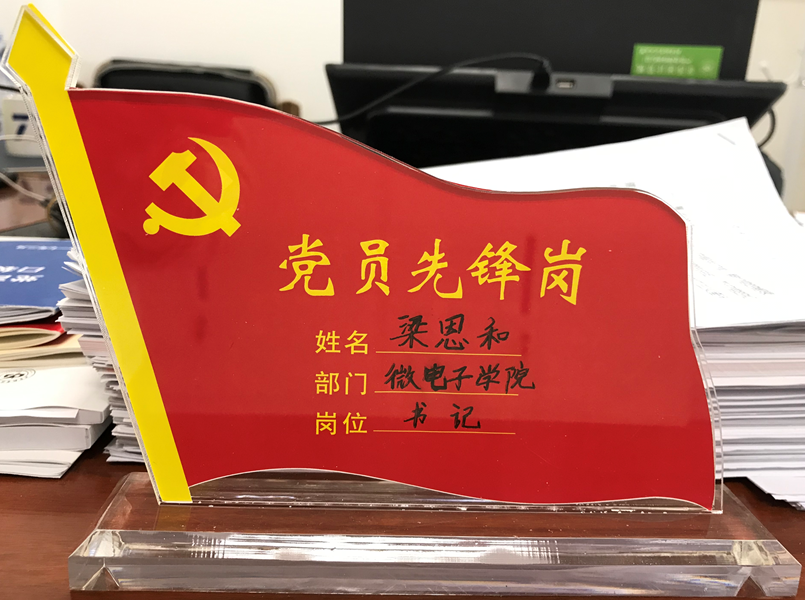 党员先锋岗
姓名 梁恩和
部门 微电子学院
岗位 书记